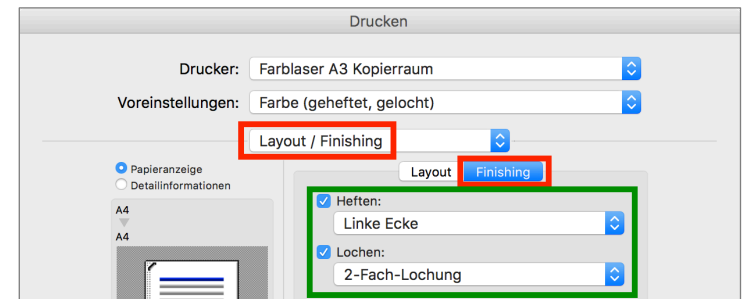 Drucken
Drucker: Farblaser A3 Kopierraum
Voreinstellungen: Farbe (geheftet, gelocht)
Layout / Finishing
Papieranzeige
Detailinformationen
A4
A4
Layout Finishing
Heften:
Linke Ecke
Lochen:
2-Fach-Lochung